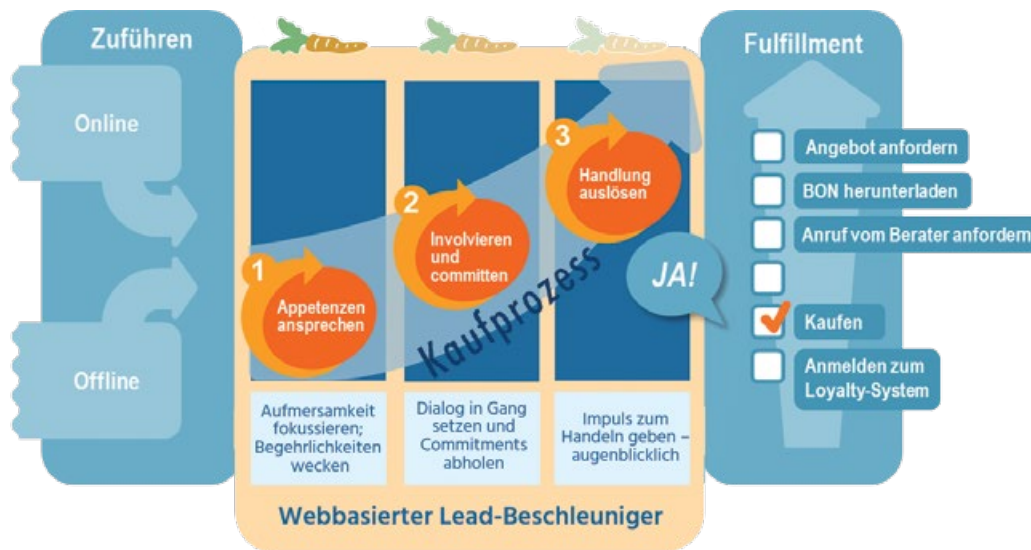 Zuführen
Online
Offline
1
Appetenzen
ansprechen
2
Involvieren
und
committen
3
Handlung
auslösen
Kaufprozess
JA!
Aufmersamkeit
fokussieren;
Begehrlichkeiten
wecken
Dialog in Gang
setzen und
Commitments
abholen
Impuls zum
Handeln geben –
augenblicklich
Webbasierter Lead-Beschleuniger
Fulfillment
Angebot anfordern
BON herunterladen
Anruf vom Berater anfordern
Kaufen
Anmelden zum
Loyalty-System